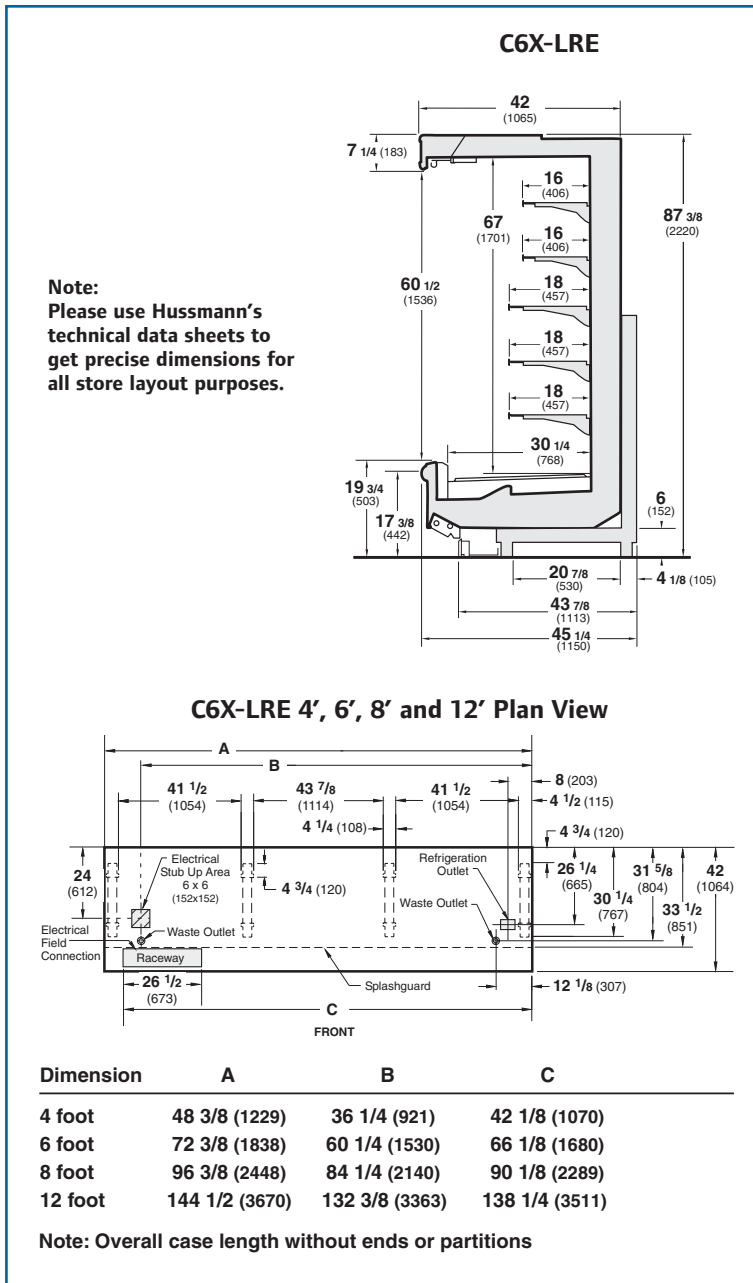 C6X-LRE
42
(1065)
7 1/4 (183)
16
(406)
67
(1701)
87 3/8
(2220)
16
(406)
60 1/2
(1536)
18
(457)
Note:
Please use Hussmann's
technical data sheets to
get precise dimensions for
all store layout purposes.
18
(457)
18
(457)
30 1/4
(768)
19 3/4
(503)
17 3/8
(442)
6
(152)
20 7/8
(530)
4 1/8 (105)
43 7/8
(1113)
45 1/4
(1150)
C6X-LRE 4′, 6′, 8′ and 12′ Plan View
A
B
41 1/2
(1054)
43 7/8
(1114)
41 1/2
(1054)
8 (203)
4 1/2 (115)
4 1/4 (108)
4 3/4 (120)
24
(612)
Electrical
Stub Up Area
6 x 6
(152x152)
4 3/4 (120)
Refrigeration
Outlet
26 1/4
(665)
31 5/8
(804)
42
(1064)
30 1/4
(767)
33 1/2
(851)
Waste Outlet
Waste Outlet
Electrical
Field
Connection
Raceway
26 1/2
(673)
Splashguard
12 1/8 (307)
C
FRONT
Dimension A B C
4 foot 48 3/8 (1229) 36 1/4 (921) 42 1/8 (1070)
6 foot 72 3/8 (1838) 60 1/4 (1530) 66 1/8 (1680)
8 foot 96 3/8 (2448) 84 1/4 (2140) 90 1/8 (2289)
12 foot 144 1/2 (3670) 132 3/8 (3363) 138 1/4 (3511)
Note: Overall case length without ends or partitions